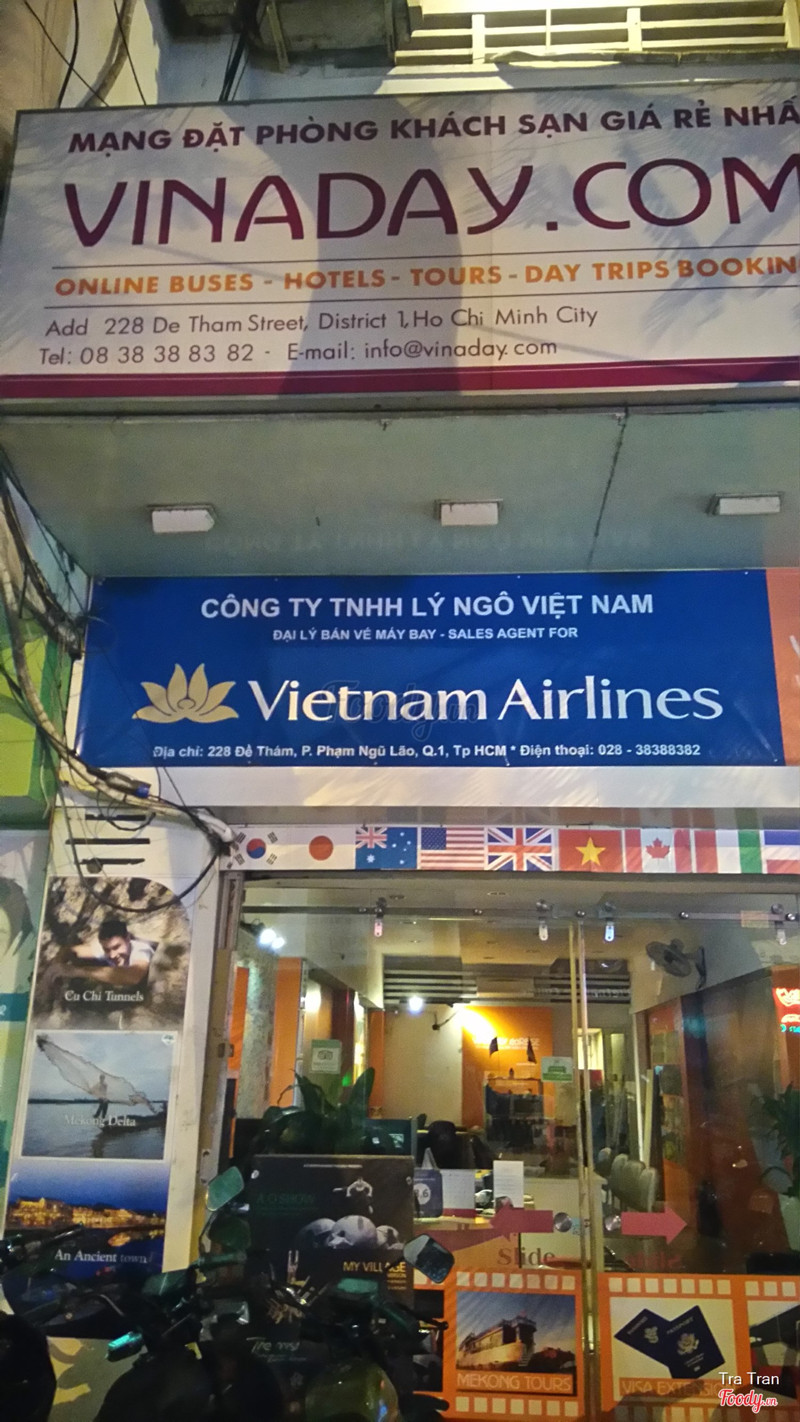 MẠNG ĐẶT PHÒNG KHÁCH SẠN GIÁ RẺ NHẤ
VINADAY.COM
ONLINE BUSES - HOTELS - TOURS - DAY TRIPS BOOKIN
Add 228 De Tham Street, District 1, Ho Chi Minh City
Tel: 08 38 38 83 82 - E-mail: info@vinaday.com
CÔNG TY TNHH LÝ NGÔ VIỆT NAM
ĐẠI LÝ BÁN VÉ MÁY BAY - SALES AGENT FOR
Vietnam Airlines
Địa chỉ: 228 Đề Thám, P. Phạm Ngũ Lão, Q.1, Tp HCM * Điện thoại: 028 - 38388382
Cu Chi Tunnels
Mekong Delta
An Ancient town
MY VILLAGE
Slide
MEKONG TOURS
VISA EXTENSI
Tra Tran
Foody.vn